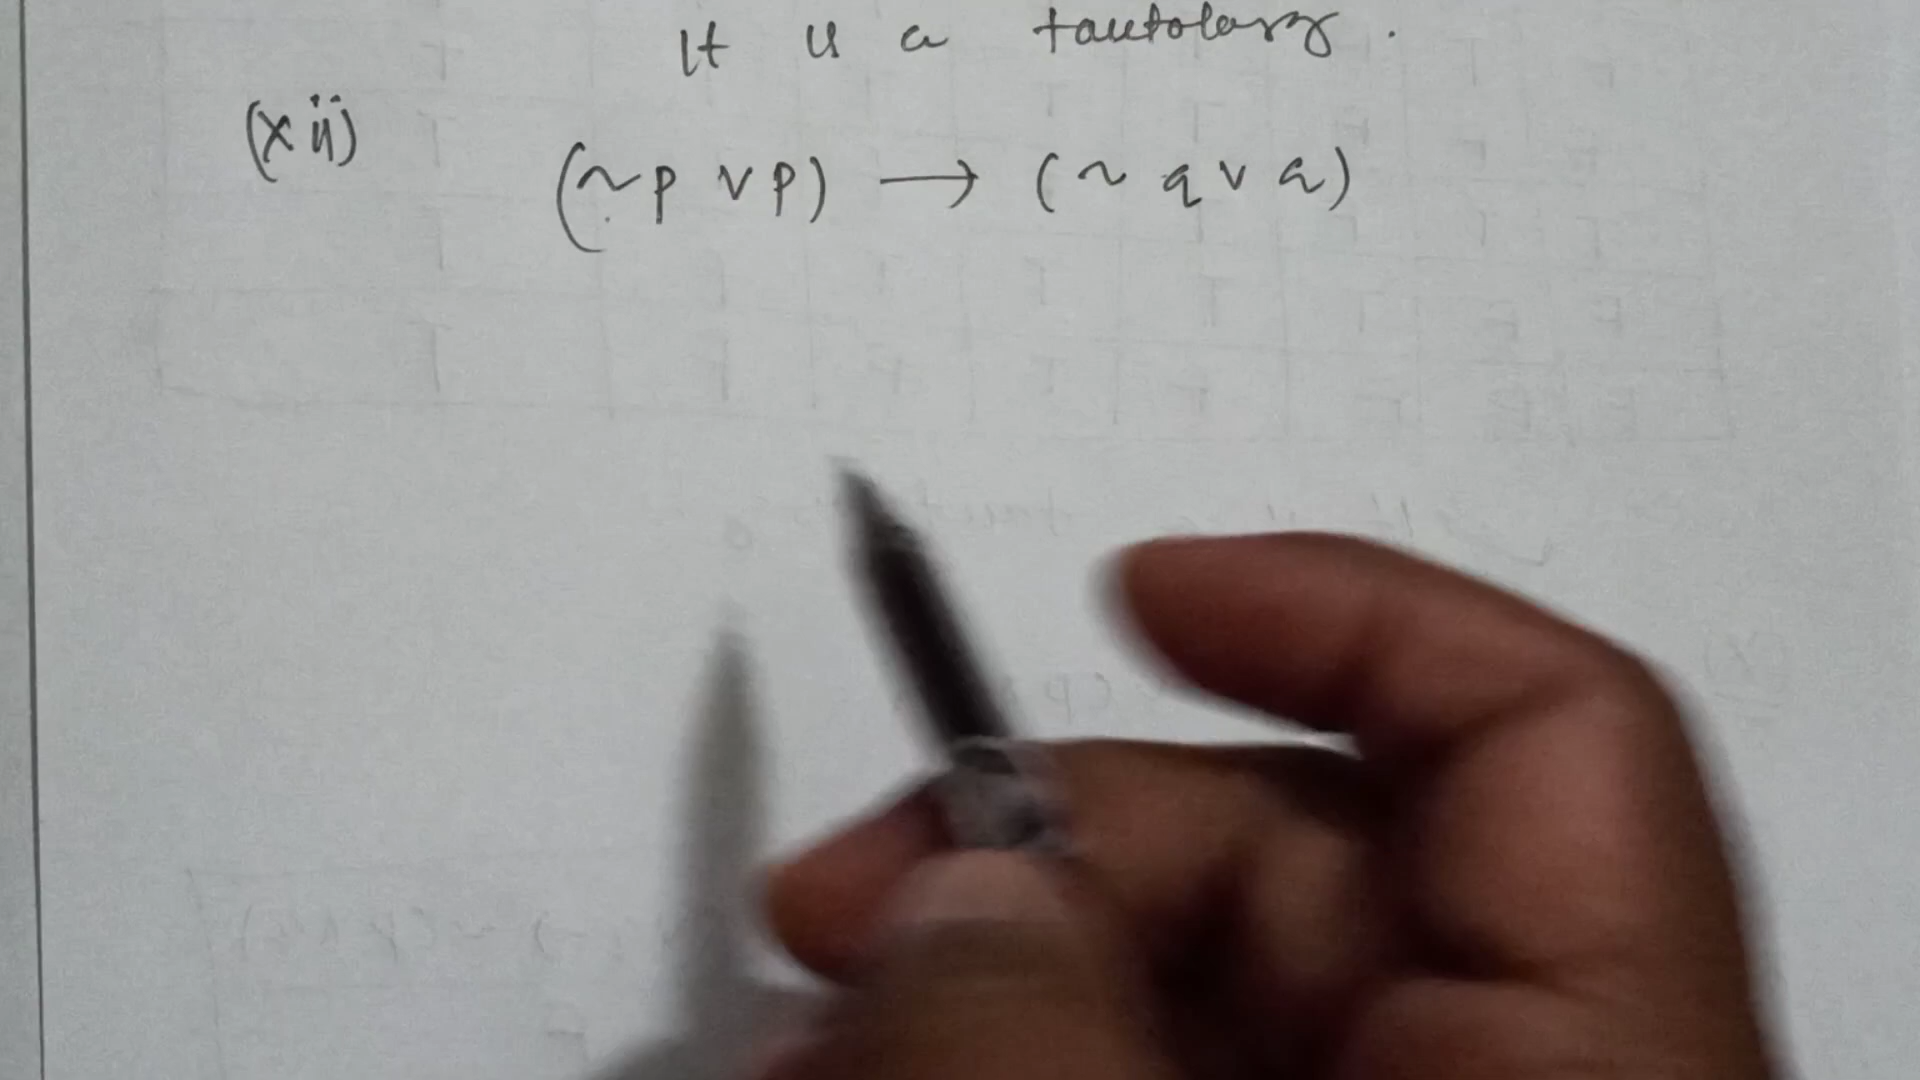 It is a tautology.
(xii)
(~p ∨ p) → (~q ∨ q)